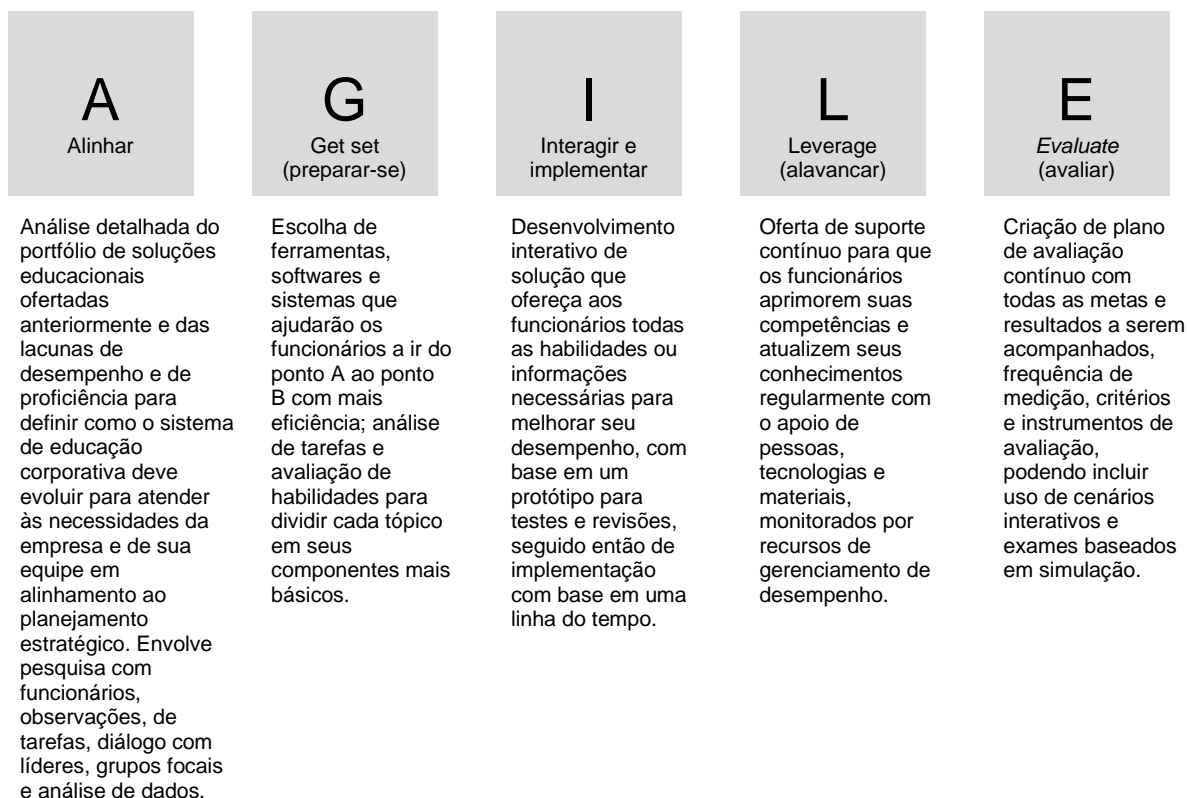 A
Alinhar
Análise detalhada do
portfólio de soluções
educacionais
ofertadas
anteriormente e das
lacunas de
desempenho e de
proficiência para
definir como o sistema
de educação
corporativa deve
evoluir para atender
às necessidades da
empresa e de sua
equipe em
alinhamento ao
planejamento
estratégico. Envolve
pesquisa com
funcionários,
observações, de
tarefas, diálogo com
líderes, grupos focais
e análise de dados.
G
Get set
(preparar-se)
Escolha de
ferramentas,
softwares e
sistemas que
ajudarão os
funcionários a ir do
ponto A ao ponto
B com mais
eficiência; análise
de tarefas e
avaliação de
habilidades para
dividir cada tópico
em seus
componentes mais
básicos.
I
Interagir e
implementar
Desenvolvimento
interativo de
solução que
ofereça aos
funcionários todas
as habilidades ou
informações
necessárias para
melhorar seu
desempenho, com
base em um
protótipo para
testes e revisões,
seguido então de
implementação
com base em uma
linha do tempo.
L
Leverage
(alavancar)
Oferta de suporte
contínuo para que
os funcionários
aprimorem suas
competências e
atualizem seus
conhecimentos
regularmente com
o apoio de
pessoas,
tecnologias e
materiais,
monitorados por
recursos de
gerenciamento de
desempenho.
E
Evaluate
(avaliar)
Criação de plano
de avaliação
contínuo com
todas as metas e
resultados a serem
acompanhados,
frequência de
medição, critérios
e instrumentos de
avaliação,
podendo incluir
uso de cenários
interativos e
exames baseados
em simulação.